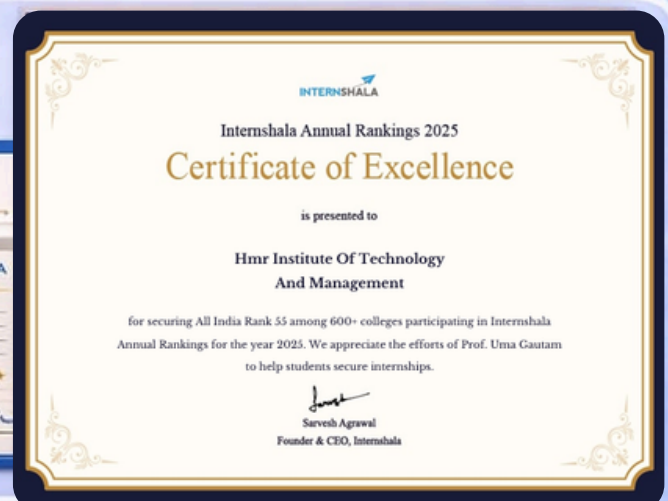 INTERNSHALA
Internshala Annual Rankings 2025
Certificate of Excellence
is presented to
Hmr Institute Of Technology
And Management
for securing All India Rank 55 among 600+ colleges participating in Internshala
Annual Rankings for the year 2025. We appreciate the efforts of Prof. Uma Gautam
to help students secure internships.
Sarvesh Agrawal
Founder & CEO, Internshala